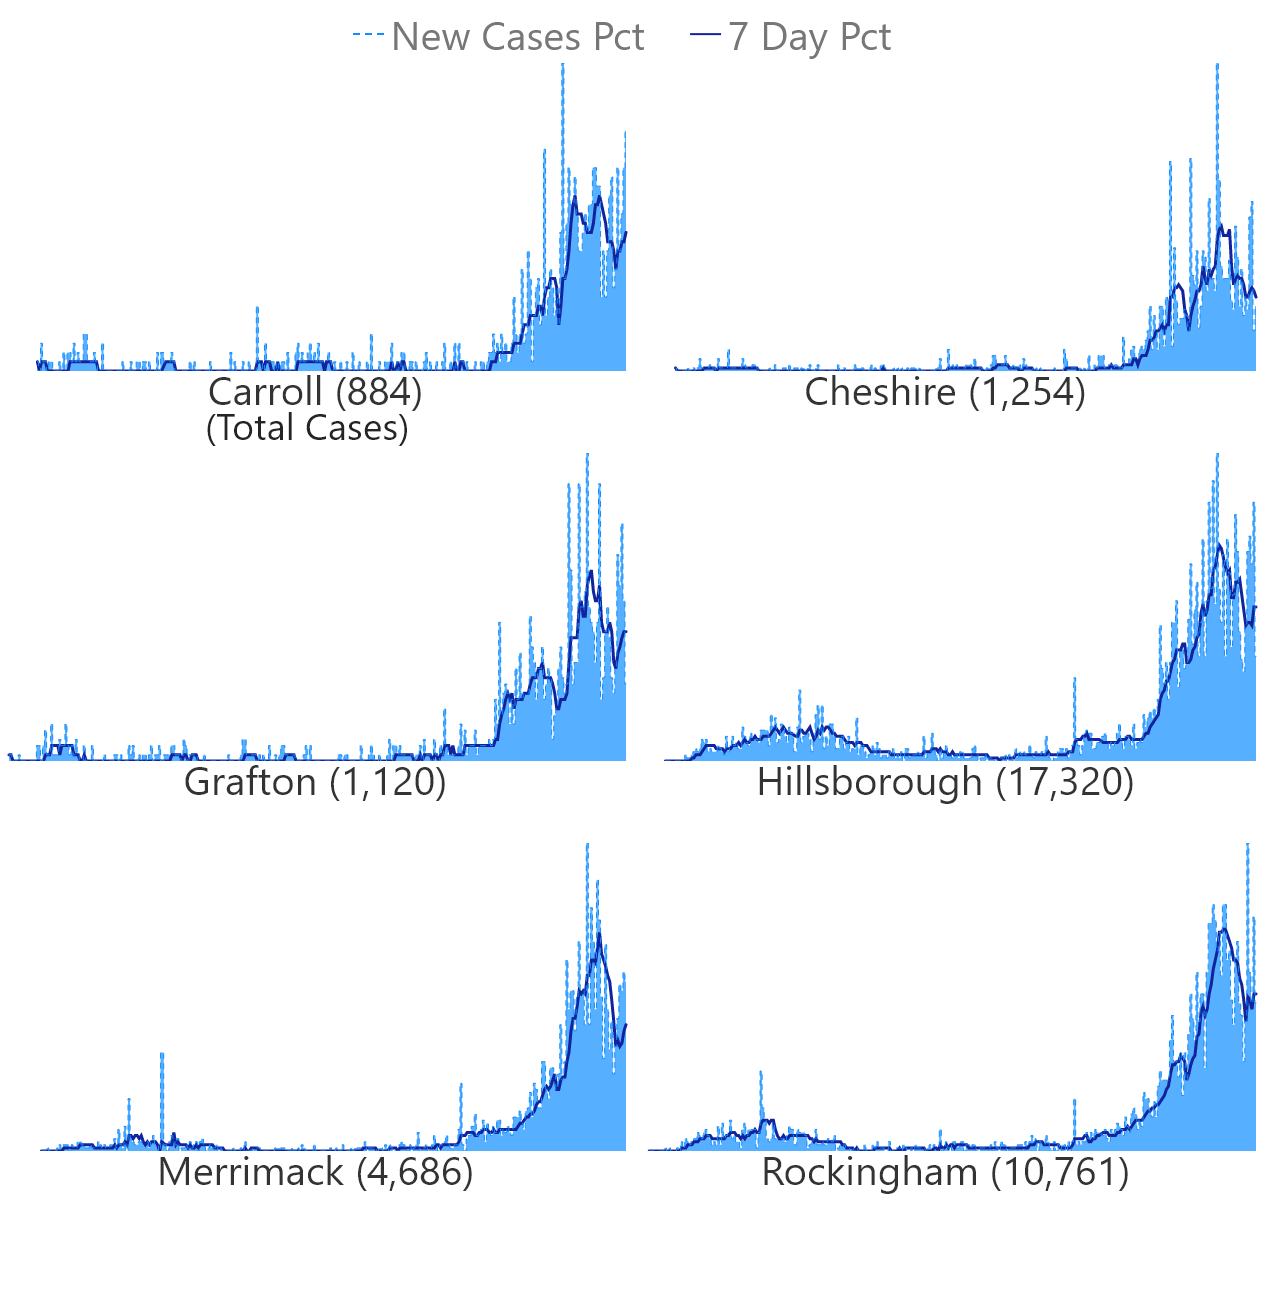 New Cases Pct 7 Day Pct
Carroll (884) Cheshire (1,254)
(Total Cases)
Grafton (1,120) Hillsborough (17,320)
Merrimack (4,686) Rockingham (10,761)